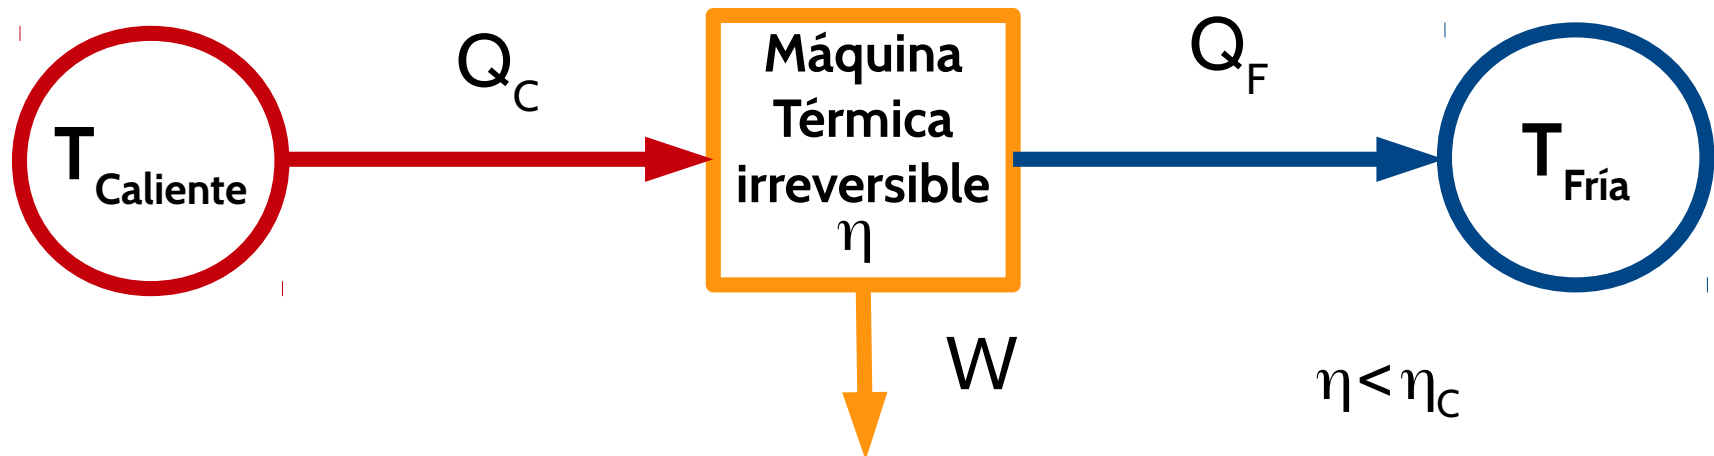 T Caliente
Q C
Máquina
Térmica
irreversible
η
Q F
T Fría
W
η<η C